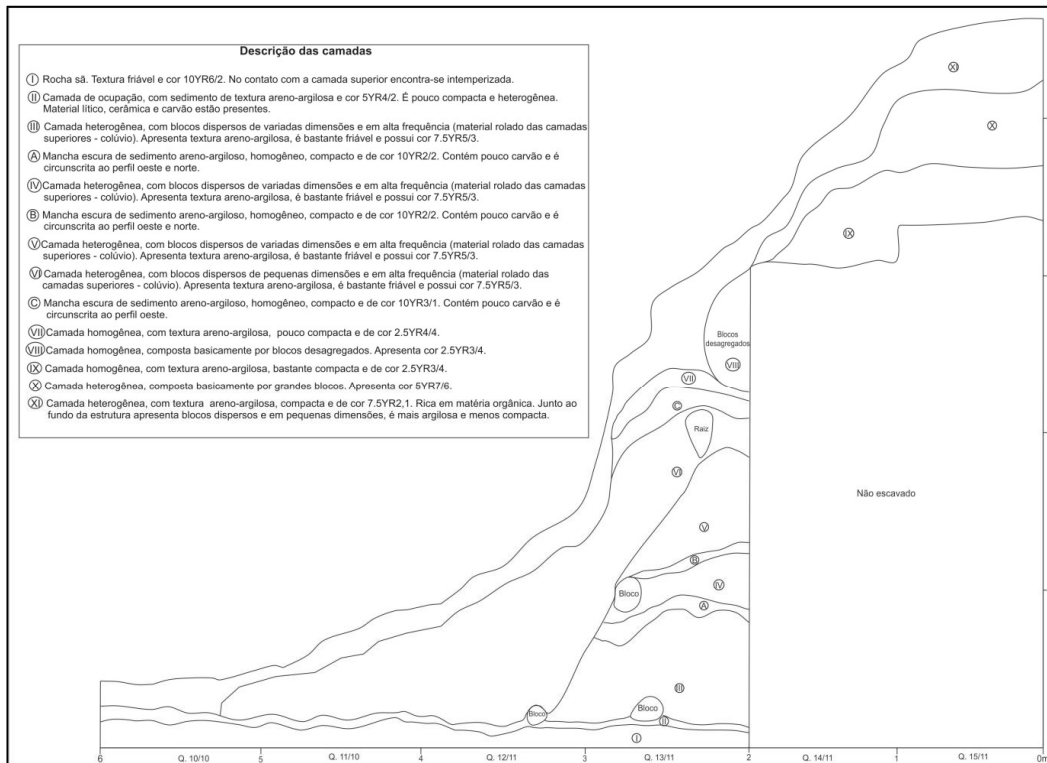 Descrição das camadas
I Rocha sã. Textura friável e cor 10YR6/2. No contato com a camada superior encontra-se intemperizada.
II Camada de ocupação, com sedimento de textura areno-argilosa e cor 5YR4/2. É pouco compacta e heterogênea.
Material lítico, cerâmica e carvão estão presentes.
III Camada heterogênea, com blocos dispersos de variadas dimensões e em alta frequência (material rolado das camadas
superiores - colúvio). Apresenta textura areno-argilosa, é bastante friável e possui cor 7.5YR5/3.
A Mancha escura de sedimento areno-argiloso, homogêneo, compacto e de cor 10YR2/2. Contém pouco carvão e é
circunscrita ao perfil oeste e norte.
IV Camada heterogênea, com blocos dispersos de variadas dimensões e em alta frequência (material rolado das camadas
superiores - colúvio). Apresenta textura areno-argilosa, é bastante friável e possui cor 7.5YR5/3.
B Mancha escura de sedimento areno-argiloso, homogêneo, compacto e de cor 10YR2/2. Contém pouco carvão e é
circunscrita ao perfil oeste e norte.
V Camada heterogênea, com blocos dispersos de variadas dimensões e em alta frequência (material rolado das camadas
superiores - colúvio). Apresenta textura areno-argilosa, é bastante friável e possui cor 7.5YR5/3.
VI Camada heterogênea, com blocos dispersos de pequenas dimensões e em alta frequência (material rolado das
camadas superiores - colúvio). Apresenta textura areno-argilosa, é bastante friável e possui cor 7.5YR5/3.
C Mancha escura de sedimento areno-argiloso, homogêneo, compacto e de cor 10YR3/1. Contém pouco carvão e é
circunscrito ao perfil oeste.
VII Camada homogênea, com textura areno-argilosa, pouco compacta e de cor 2.5YR4/4.
VIII Camada homogênea, composta basicamente por blocos desagregados. Apresenta cor 2.5YR3/4.
IX Camada homogênea, com textura areno-argilosa, bastante compacta e de cor 2.5YR3/4.
X Camada heterogênea, composta basicamente por grandes blocos. Apresenta cor 5YR7/6.
XI Camada heterogênea, com textura areno-argilosa, compacta e de cor 7.5YR2,1. Rica em matéria orgânica. Junto ao
fundo da estrutura apresenta blocos dispersos e em pequenas dimensões, é mais argilosa e menos compacta.
XI
X
IX
Blocos
desagregados
VIII
VII
C
Raiz
VI
Não escavado
V
B
IV
Bloco
A
III
Bloco
Bloco
II
I
6 Q. 10/10 5 Q. 11/10 4 Q. 12/11 3 Q. 13/11 2 Q. 14/11 1 Q. 15/11 0m